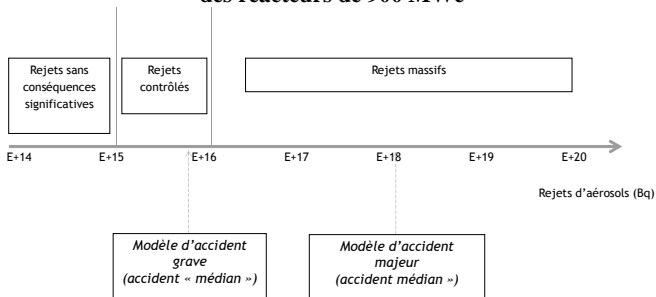 des réacteurs de 900 MWe
Rejets sans
conséquences
significatives
Rejets
contrôlés
Rejets massifs
E+14 E+15 E+16 E+17 E+18 E+19 E+20
Rejets d’aérosols (Bq)
Modèle d’accident
grave
(accident « médian »)
Modèle d’accident
majeur
(accident médian »)